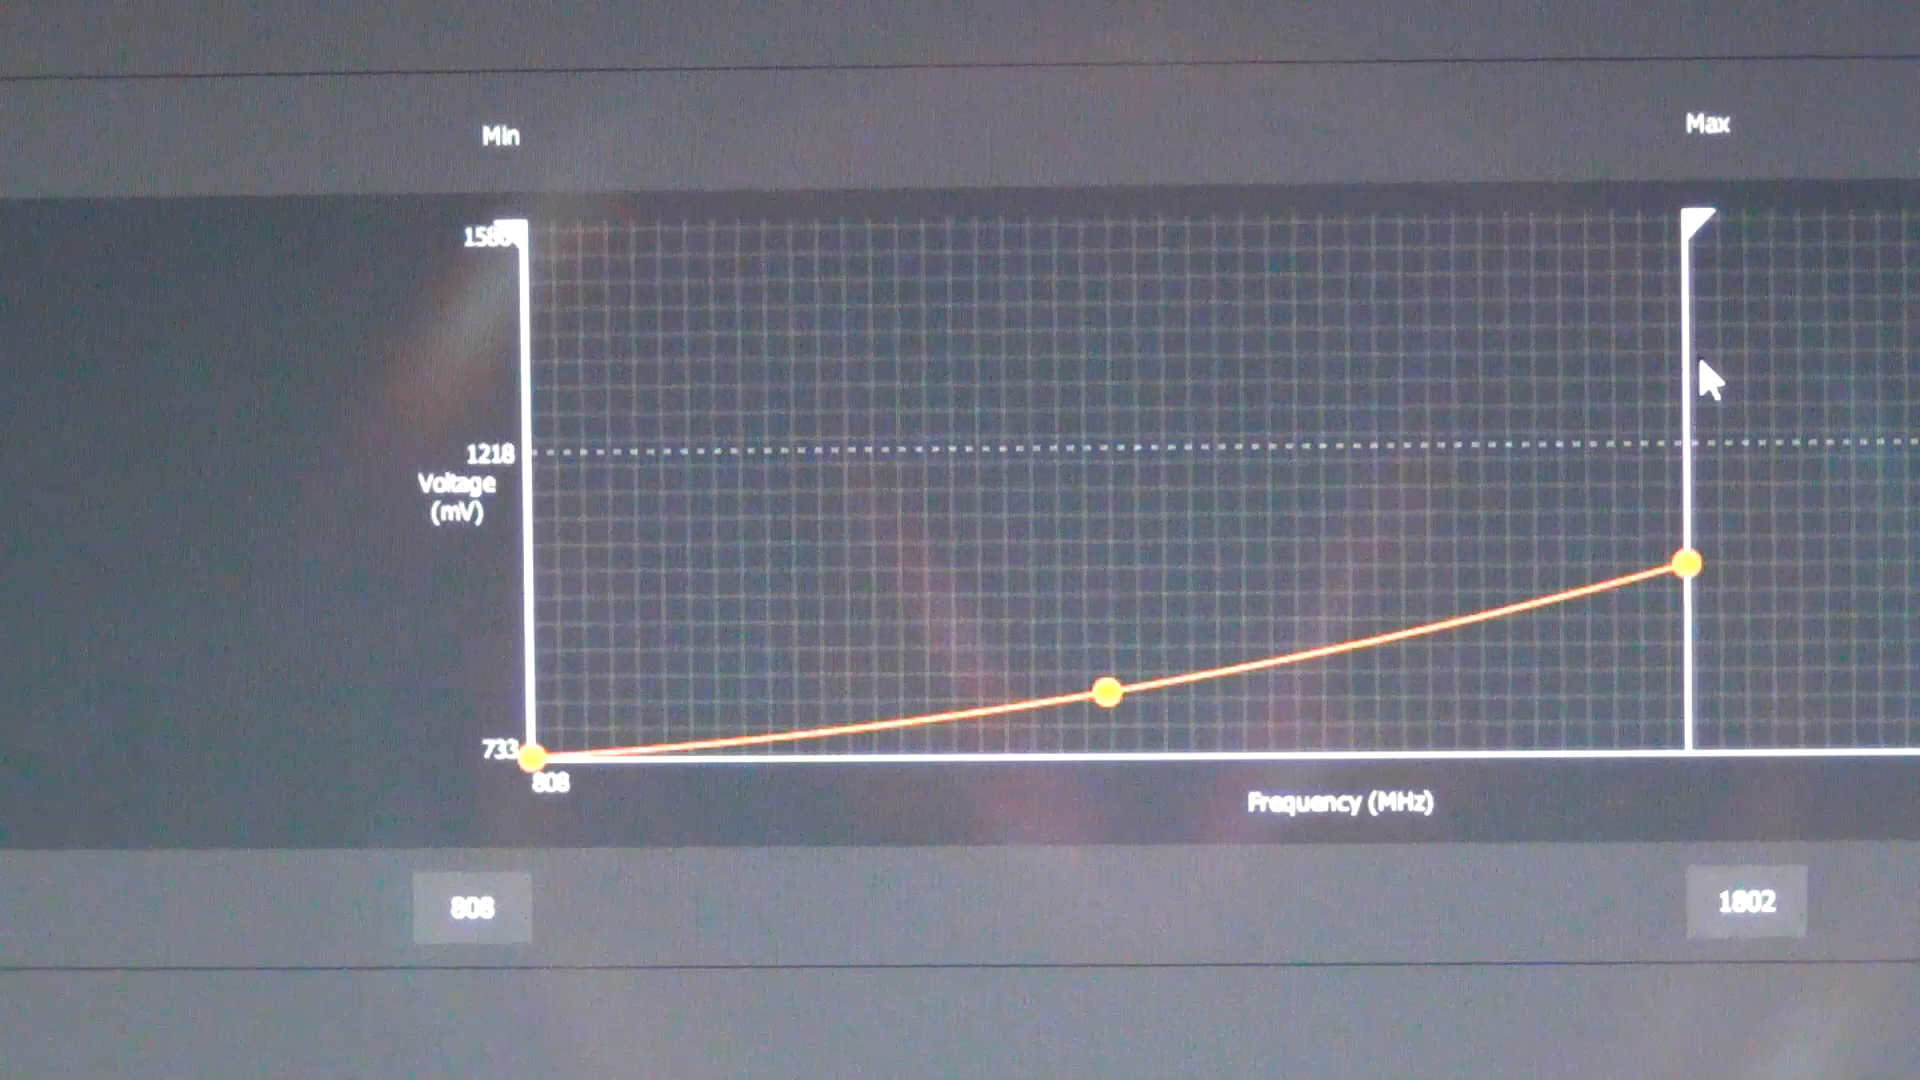 Min
Max
1218
Voltage
(mV)
733
808
Frequency (MHz)
808
1802